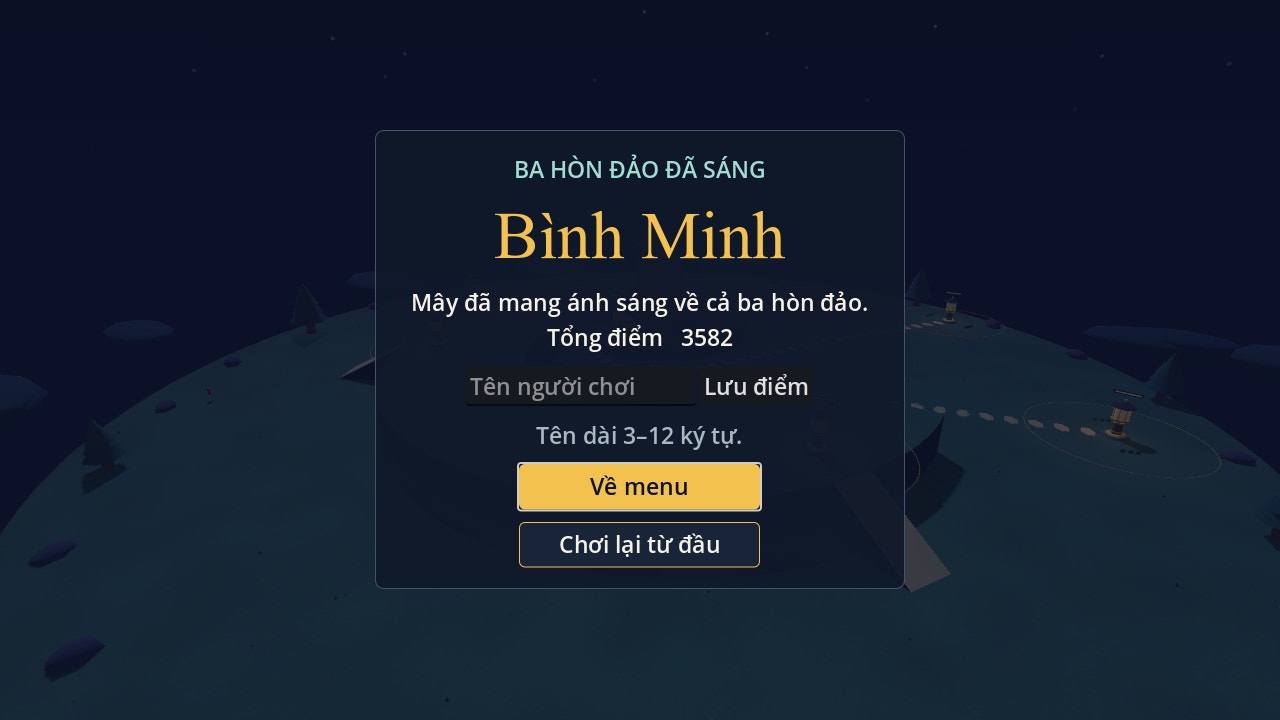 BA HÒN ĐẢO ĐÃ SÁNG
Bình Minh
Mây đã mang ánh sáng về cả ba hòn đảo.
Tổng điểm 3582
Tên người chơi Lưu điểm
Tên dài 3–12 ký tự.
Về menu
Chơi lại từ đầu